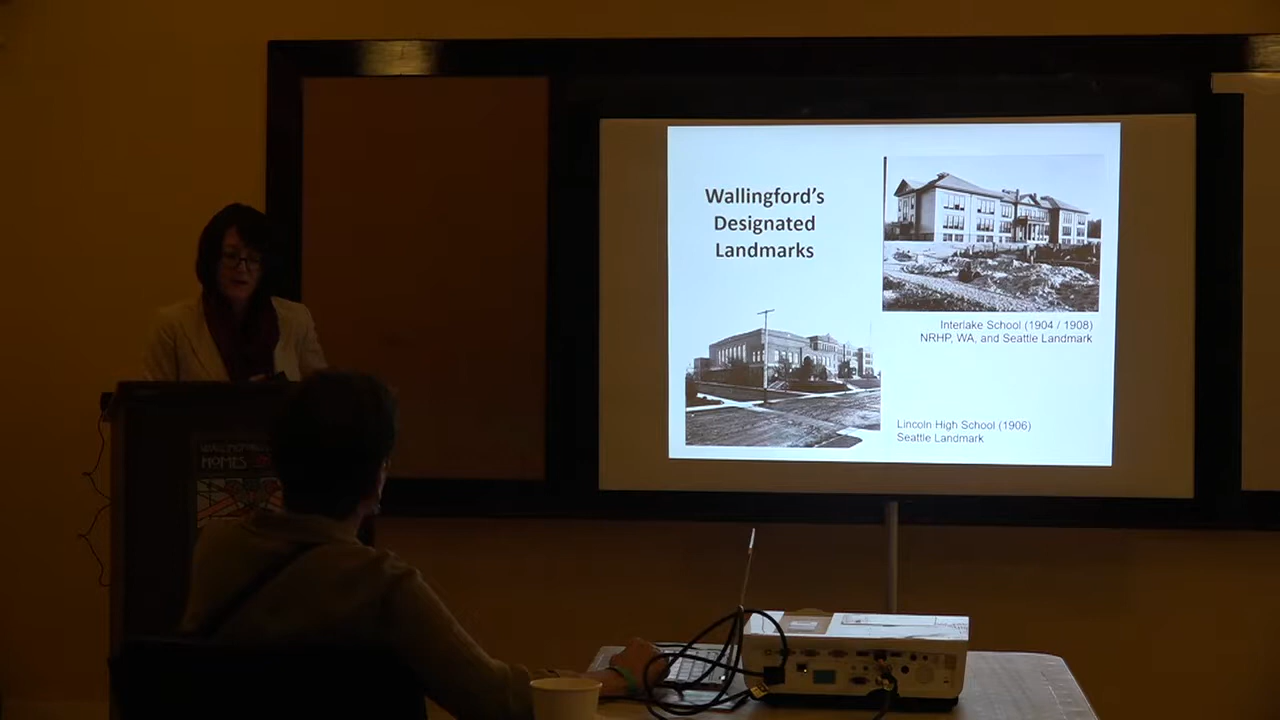 Wallingford's
Designated
Landmarks
Interlake School (1904 / 1908)
NRHP, WA, and Seattle Landmark
Lincoln High School (1906)
Seattle Landmark
HOMES